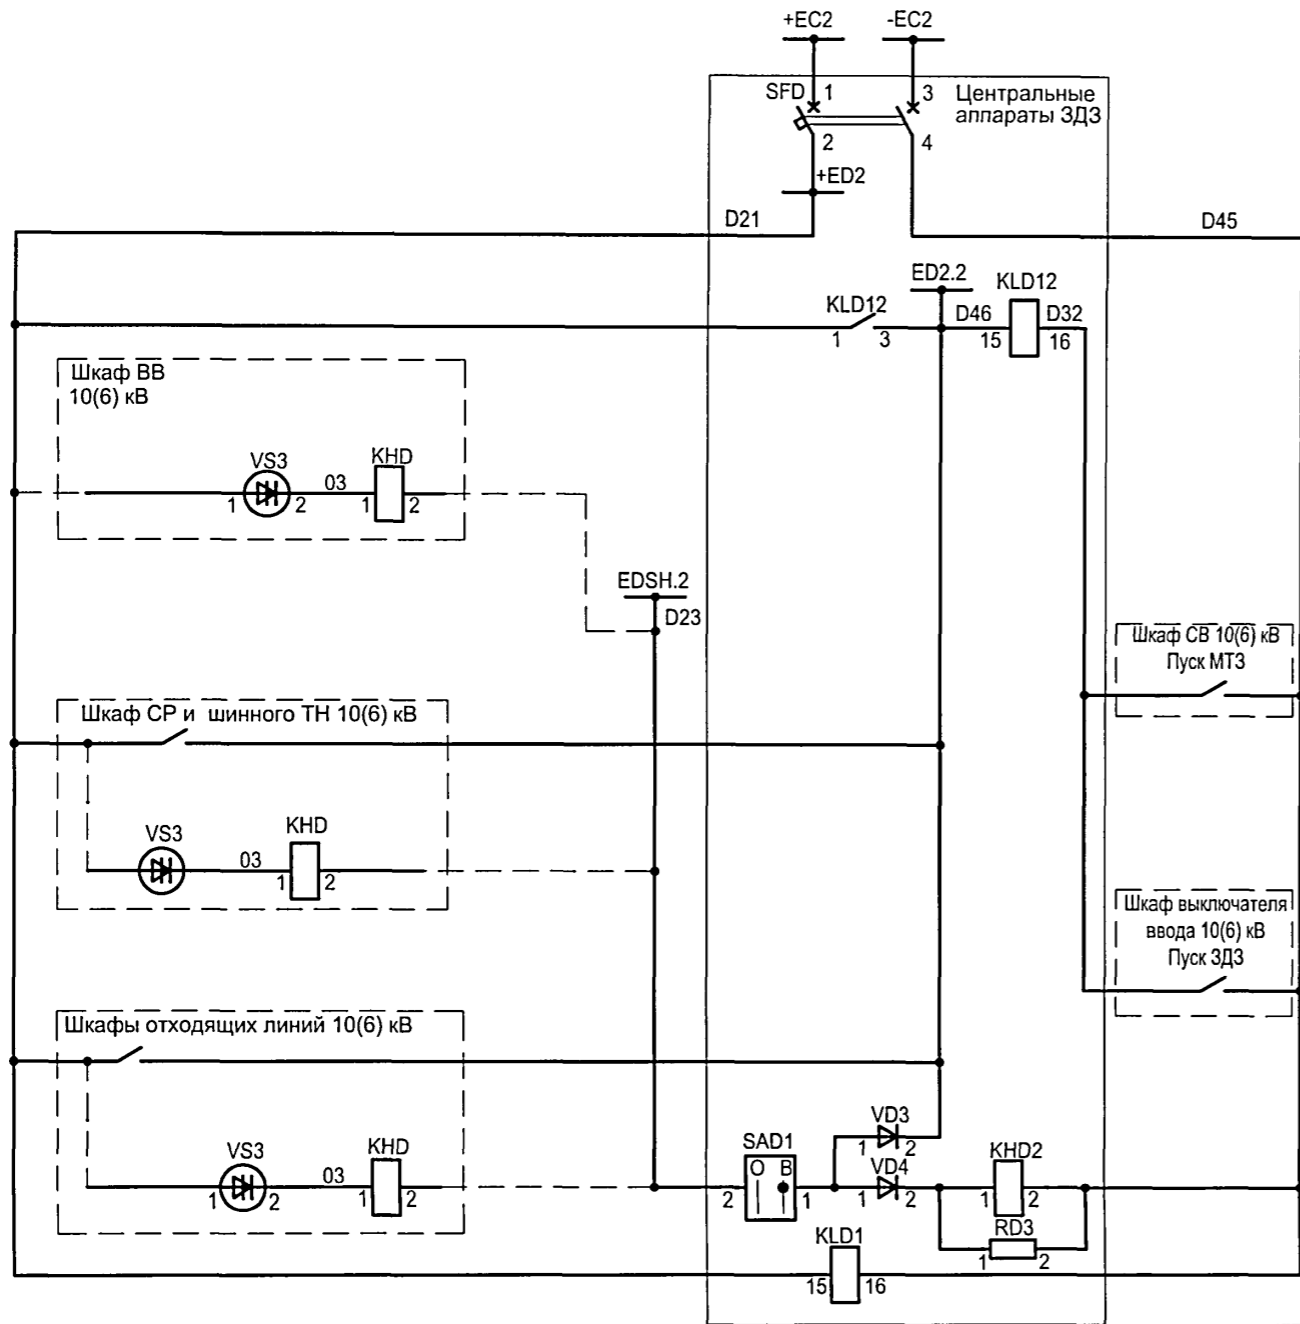 +EC2
-EC2
SFD
1
3
Центральные
аппараты ЗДЗ
2
4
+ED2
D21
D45
ED2.2
KLD12
KLD12
D46
D32
1
3
15
16
Шкаф ВВ
10(6) кВ
VS3
03
KHD
1
2
1
2
EDSH.2
D23
Шкаф СВ 10(6) кВ
Пуск МТЗ
Шкаф СР и шинного ТН 10(6) кВ
VS3
03
KHD
1
2
Шкаф выключателя
ввода 10(6) кВ
Пуск ЗДЗ
Шкафы отходящих линий 10(6) кВ
VS3
03
KHD
1
2
1
2
SAD1
O
B
2
1
VD3
1
2
VD4
1
2
KHD2
1
2
RD3
1
2
KLD1
15
16